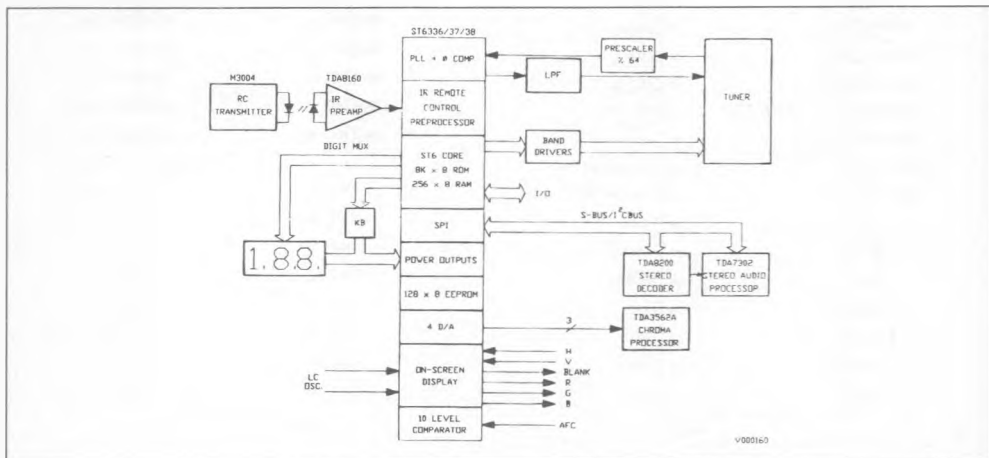 ST6336/37/38
PLL + Ø COMP
PRESCALER
% 64
LPF
TUNER
M3004
RC
TRANSMITTER
TDA8160
IR
PREAMP
IR REMOTE
CONTROL
PREPROCESSOR
DIGIT MUX
ST6 CORE
8K × 8 ROM
256 × 8 RAM
BAND
DRIVERS
I/O
KB
SPI
S-BUS/I²CBUS
1.8.8.
POWER OUTPUTS
TDA8200
STEREO
DECODER
TDA7302
STEREO AUDIO
PROCESSOP
128 × 8 EEPROM
4 D/A
3
TDA3562A
CHROMA
PROCESSOR
LC
OSC.
ON-SCREEN
DISPLAY
H
V
BLANK
R
G
B
10 LEVEL
COMPARATOR
AFC
V000160